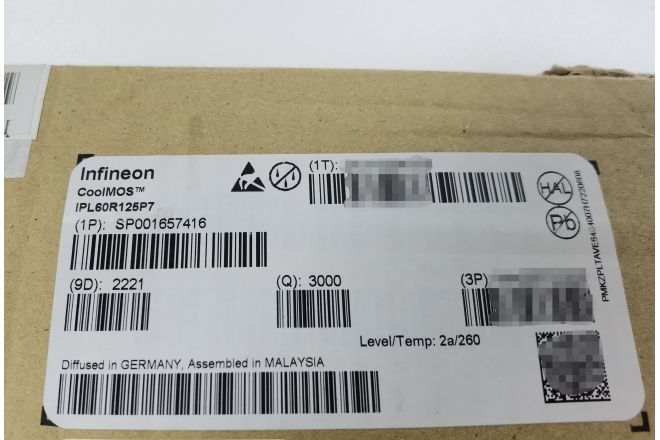 Infineon
CoolMOS™
IPL60R125P7
(1P): SP001657416
(1T):
HAL
Pb
(9D): 2221
(Q): 3000
(3P)
Level/Temp: 2a/260
Diffused in GERMANY, Assembled in MALAYSIA